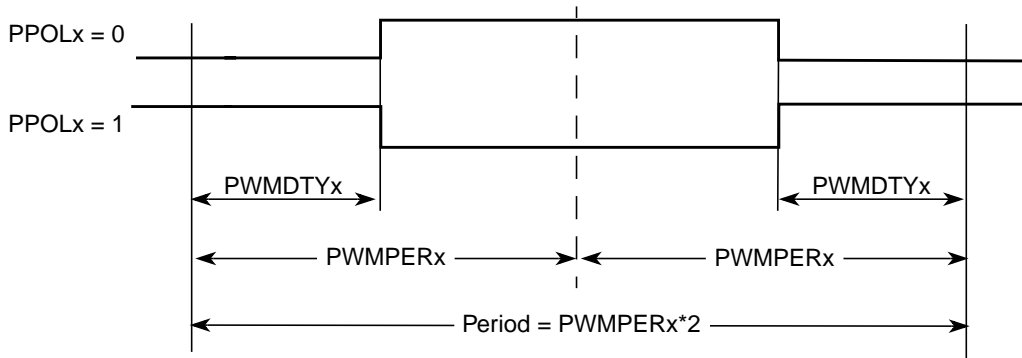 PPOLx = 0
PPOLx = 1
PWMDTYx
PWMDTYx
PWMPERx
PWMPERx
Period = PWMPERx*2